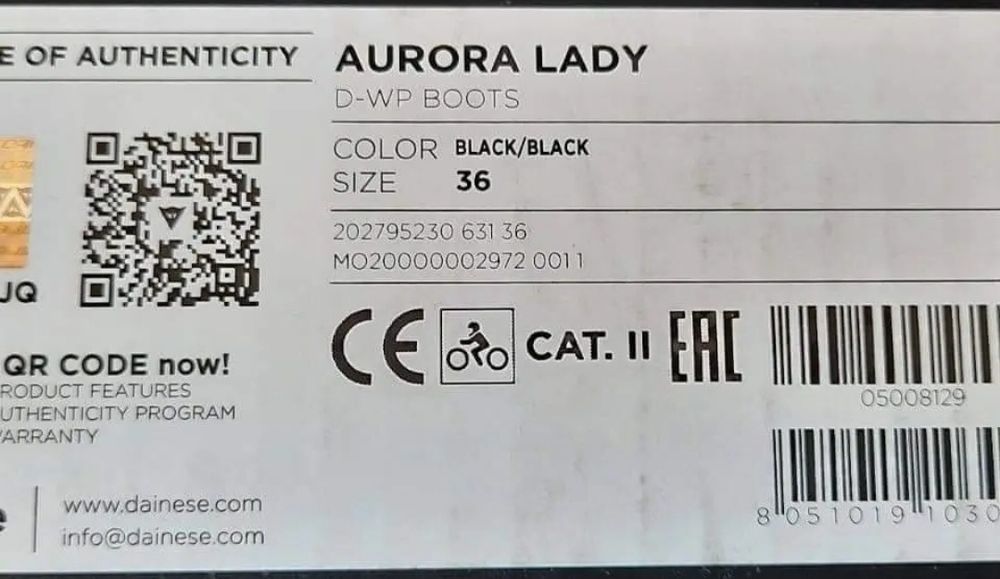 E OF AUTHENTICITY
JQ
QR CODE now!
RODUCT FEATURES
UTHENTICITY PROGRAM
ARRANTY
www.dainese.com
info@dainese.com
AURORA LADY
D-WP BOOTS
COLOR BLACK/BLACK
SIZE 36
202795230 631 36
MO20000002972 0011
CE CAT. II EAC
05008129
8 051019 1030